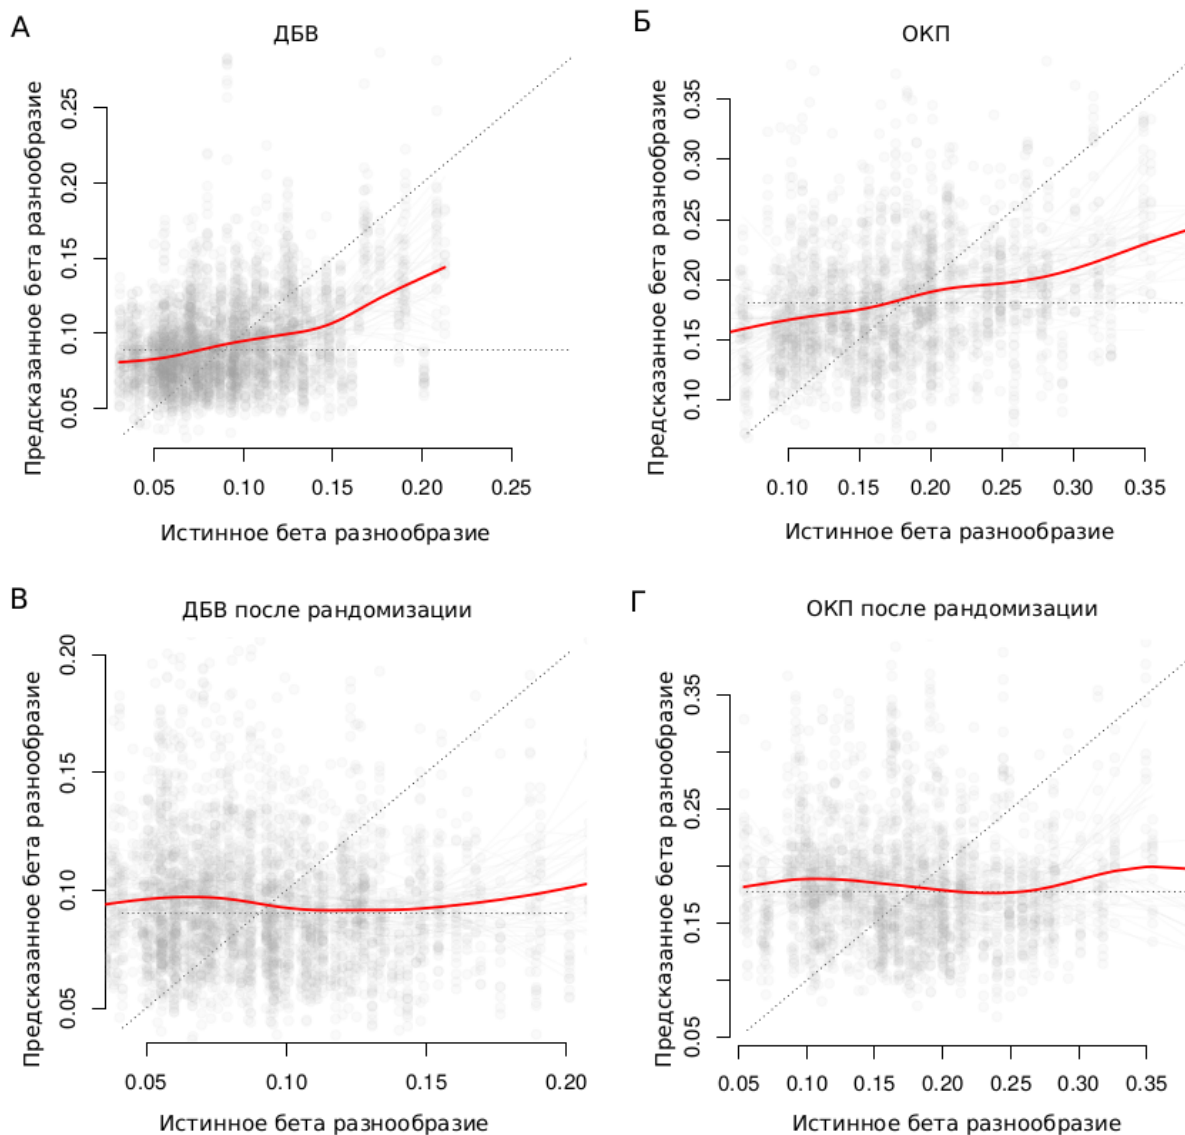 А
ДБВ
Предсказанное бета разнообразие
0.05 0.10 0.15 0.20 0.25
0.05 0.10 0.15 0.20 0.25
Истинное бета разнообразие
Б
ОКП
Предсказанное бета разнообразие
0.10 0.15 0.20 0.25 0.30 0.35
0.10 0.15 0.20 0.25 0.30 0.35
Истинное бета разнообразие
В
ДБВ после рандомизации
Предсказанное бета разнообразие
0.05 0.10 0.15 0.20
0.05 0.10 0.15 0.20
Истинное бета разнообразие
Г
ОКП после рандомизации
Предсказанное бета разнообразие
0.05 0.15 0.25 0.35
0.05 0.10 0.15 0.20 0.25 0.30 0.35
Истинное бета разнообразие